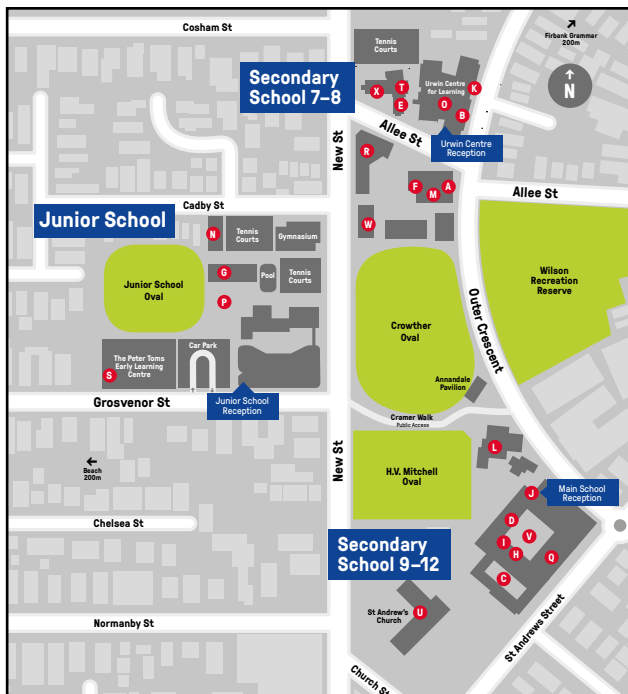 Cosham St
Firbank Grammar
200m
N
Tennis
Courts
Secondary
School 7–8
Urwin Centre
for Learning
X
T
E
K
O
B
Allee St
Urwin Centre
Reception
New St
R
F
M
A
Allee St
Cadby St
Junior School
N
Tennis
Courts
Gymnasium
W
G
Pool
Tennis
Courts
P
Junior School
Oval
Wilson
Recreation
Reserve
Outer Crescent
Crowther
Oval
Car Park
The Peter Toms
Early Learning
Centre
S
Annandale
Pavilion
Grosvenor St
Junior School
Reception
Cramer Walk
Public Access
New St
L
Beach
200m
H.V. Mitchell
Oval
J
Main School
Reception
Chelsea St
D
V
I
H
Q
C
Secondary
School 9–12
St Andrew's
Church
U
Normanby St
St Andrews Street
Church St